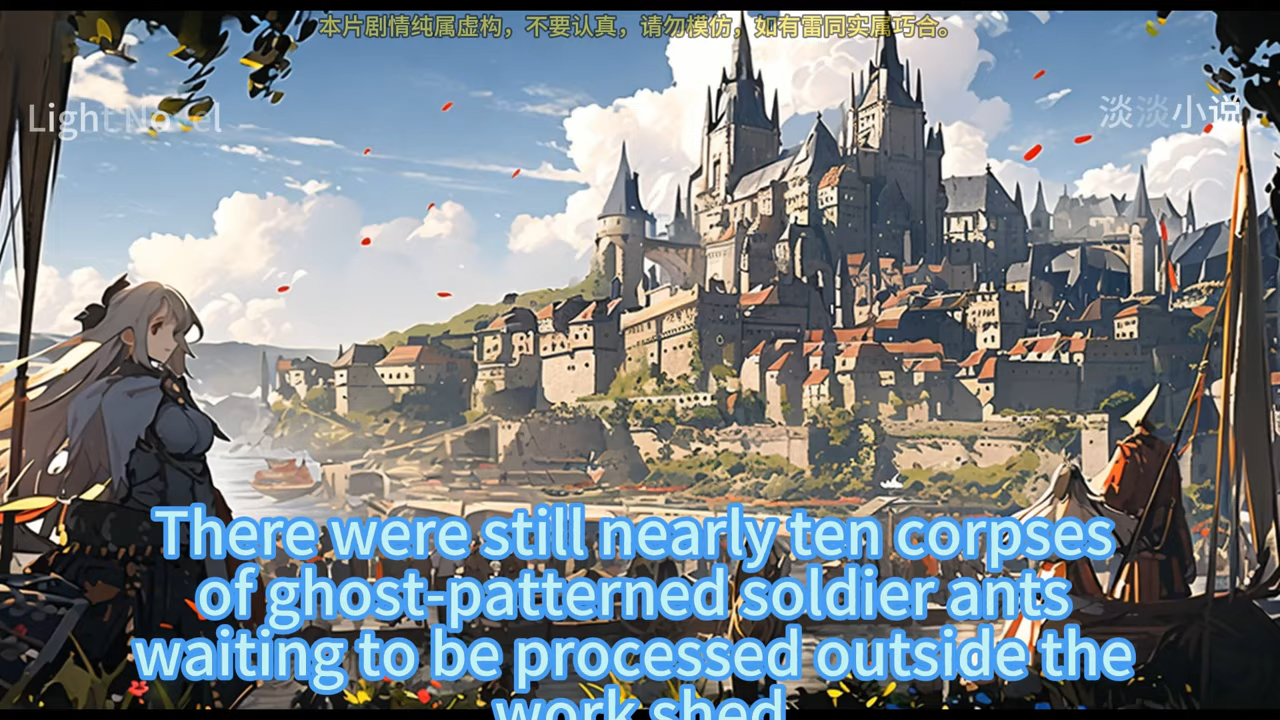 本片剧情纯属虚构，不要认真，请勿模仿，如有雷同实属巧合。
Light Novel
淡淡小说
There were still nearly ten corpses
of ghost-patterned soldier ants
waiting to be processed outside the
work shed